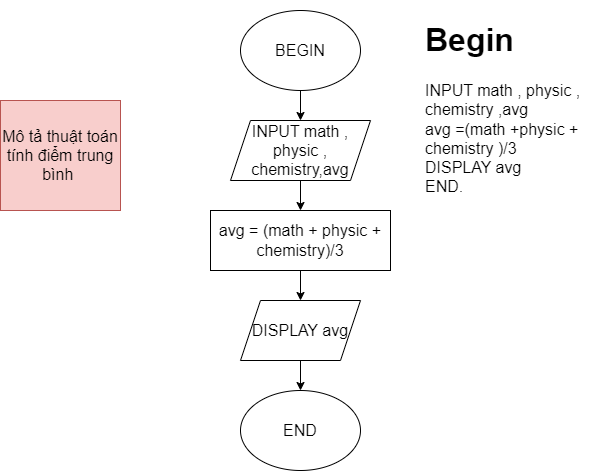 Mô tả thuật toán
tính điểm trung
bình
BEGIN
INPUT math ,
physic ,
chemistry,avg
avg = (math + physic +
chemistry)/3
DISPLAY avg
END
Begin
INPUT math , physic ,
chemistry ,avg
avg =(math +physic +
chemistry )/3
DISPLAY avg
END.